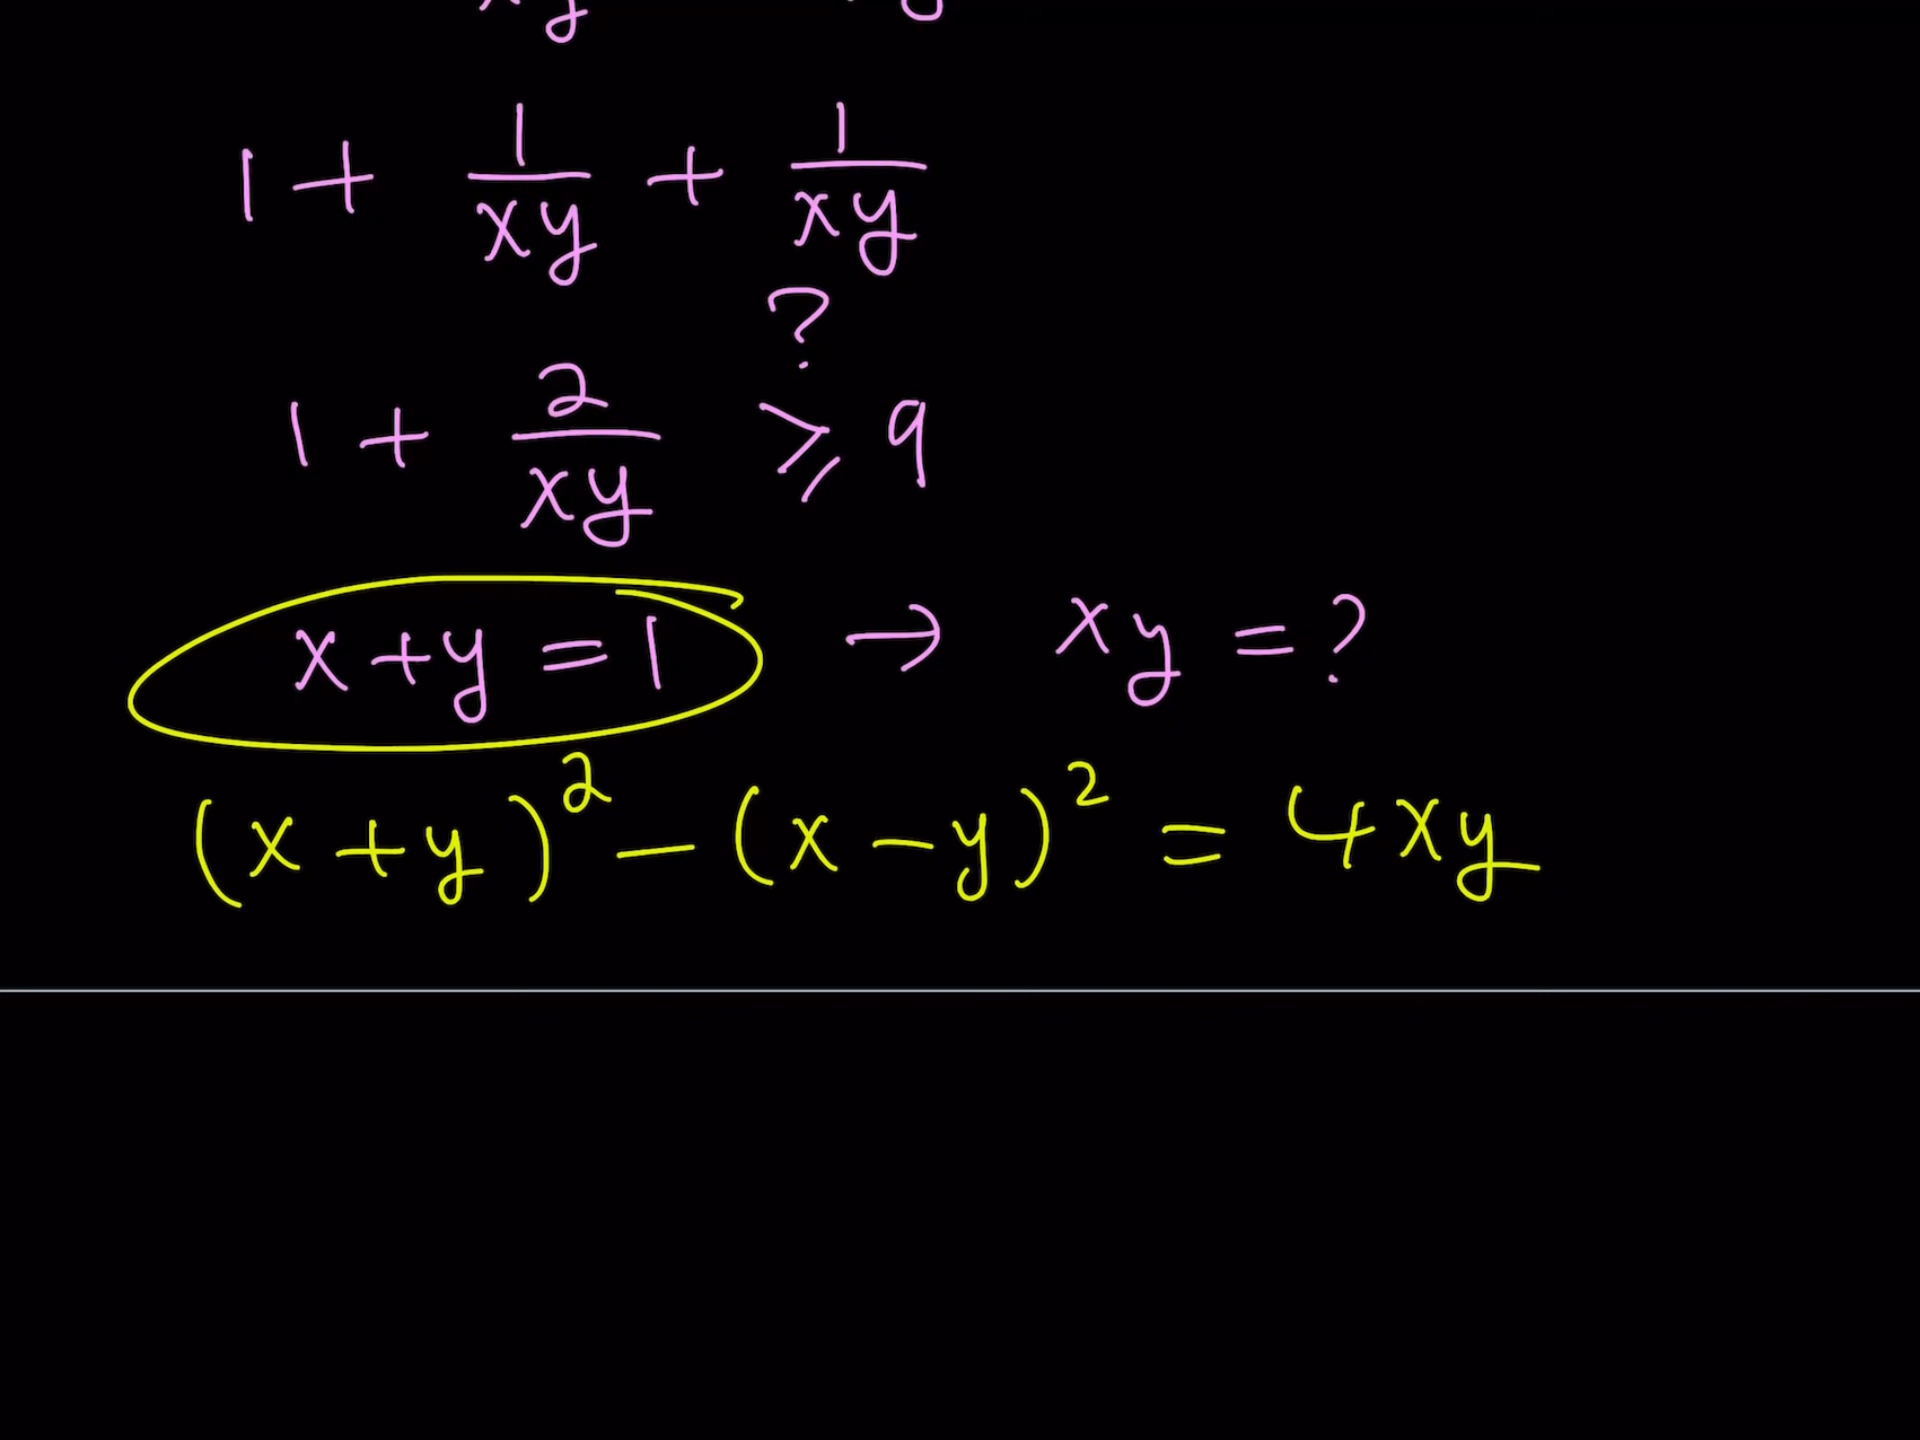 1 + 1/xy + 1/xy
?
1 + 2/xy ⩾ 9
x + y = 1 → xy = ?
(x + y)² − (x − y)² = 4xy